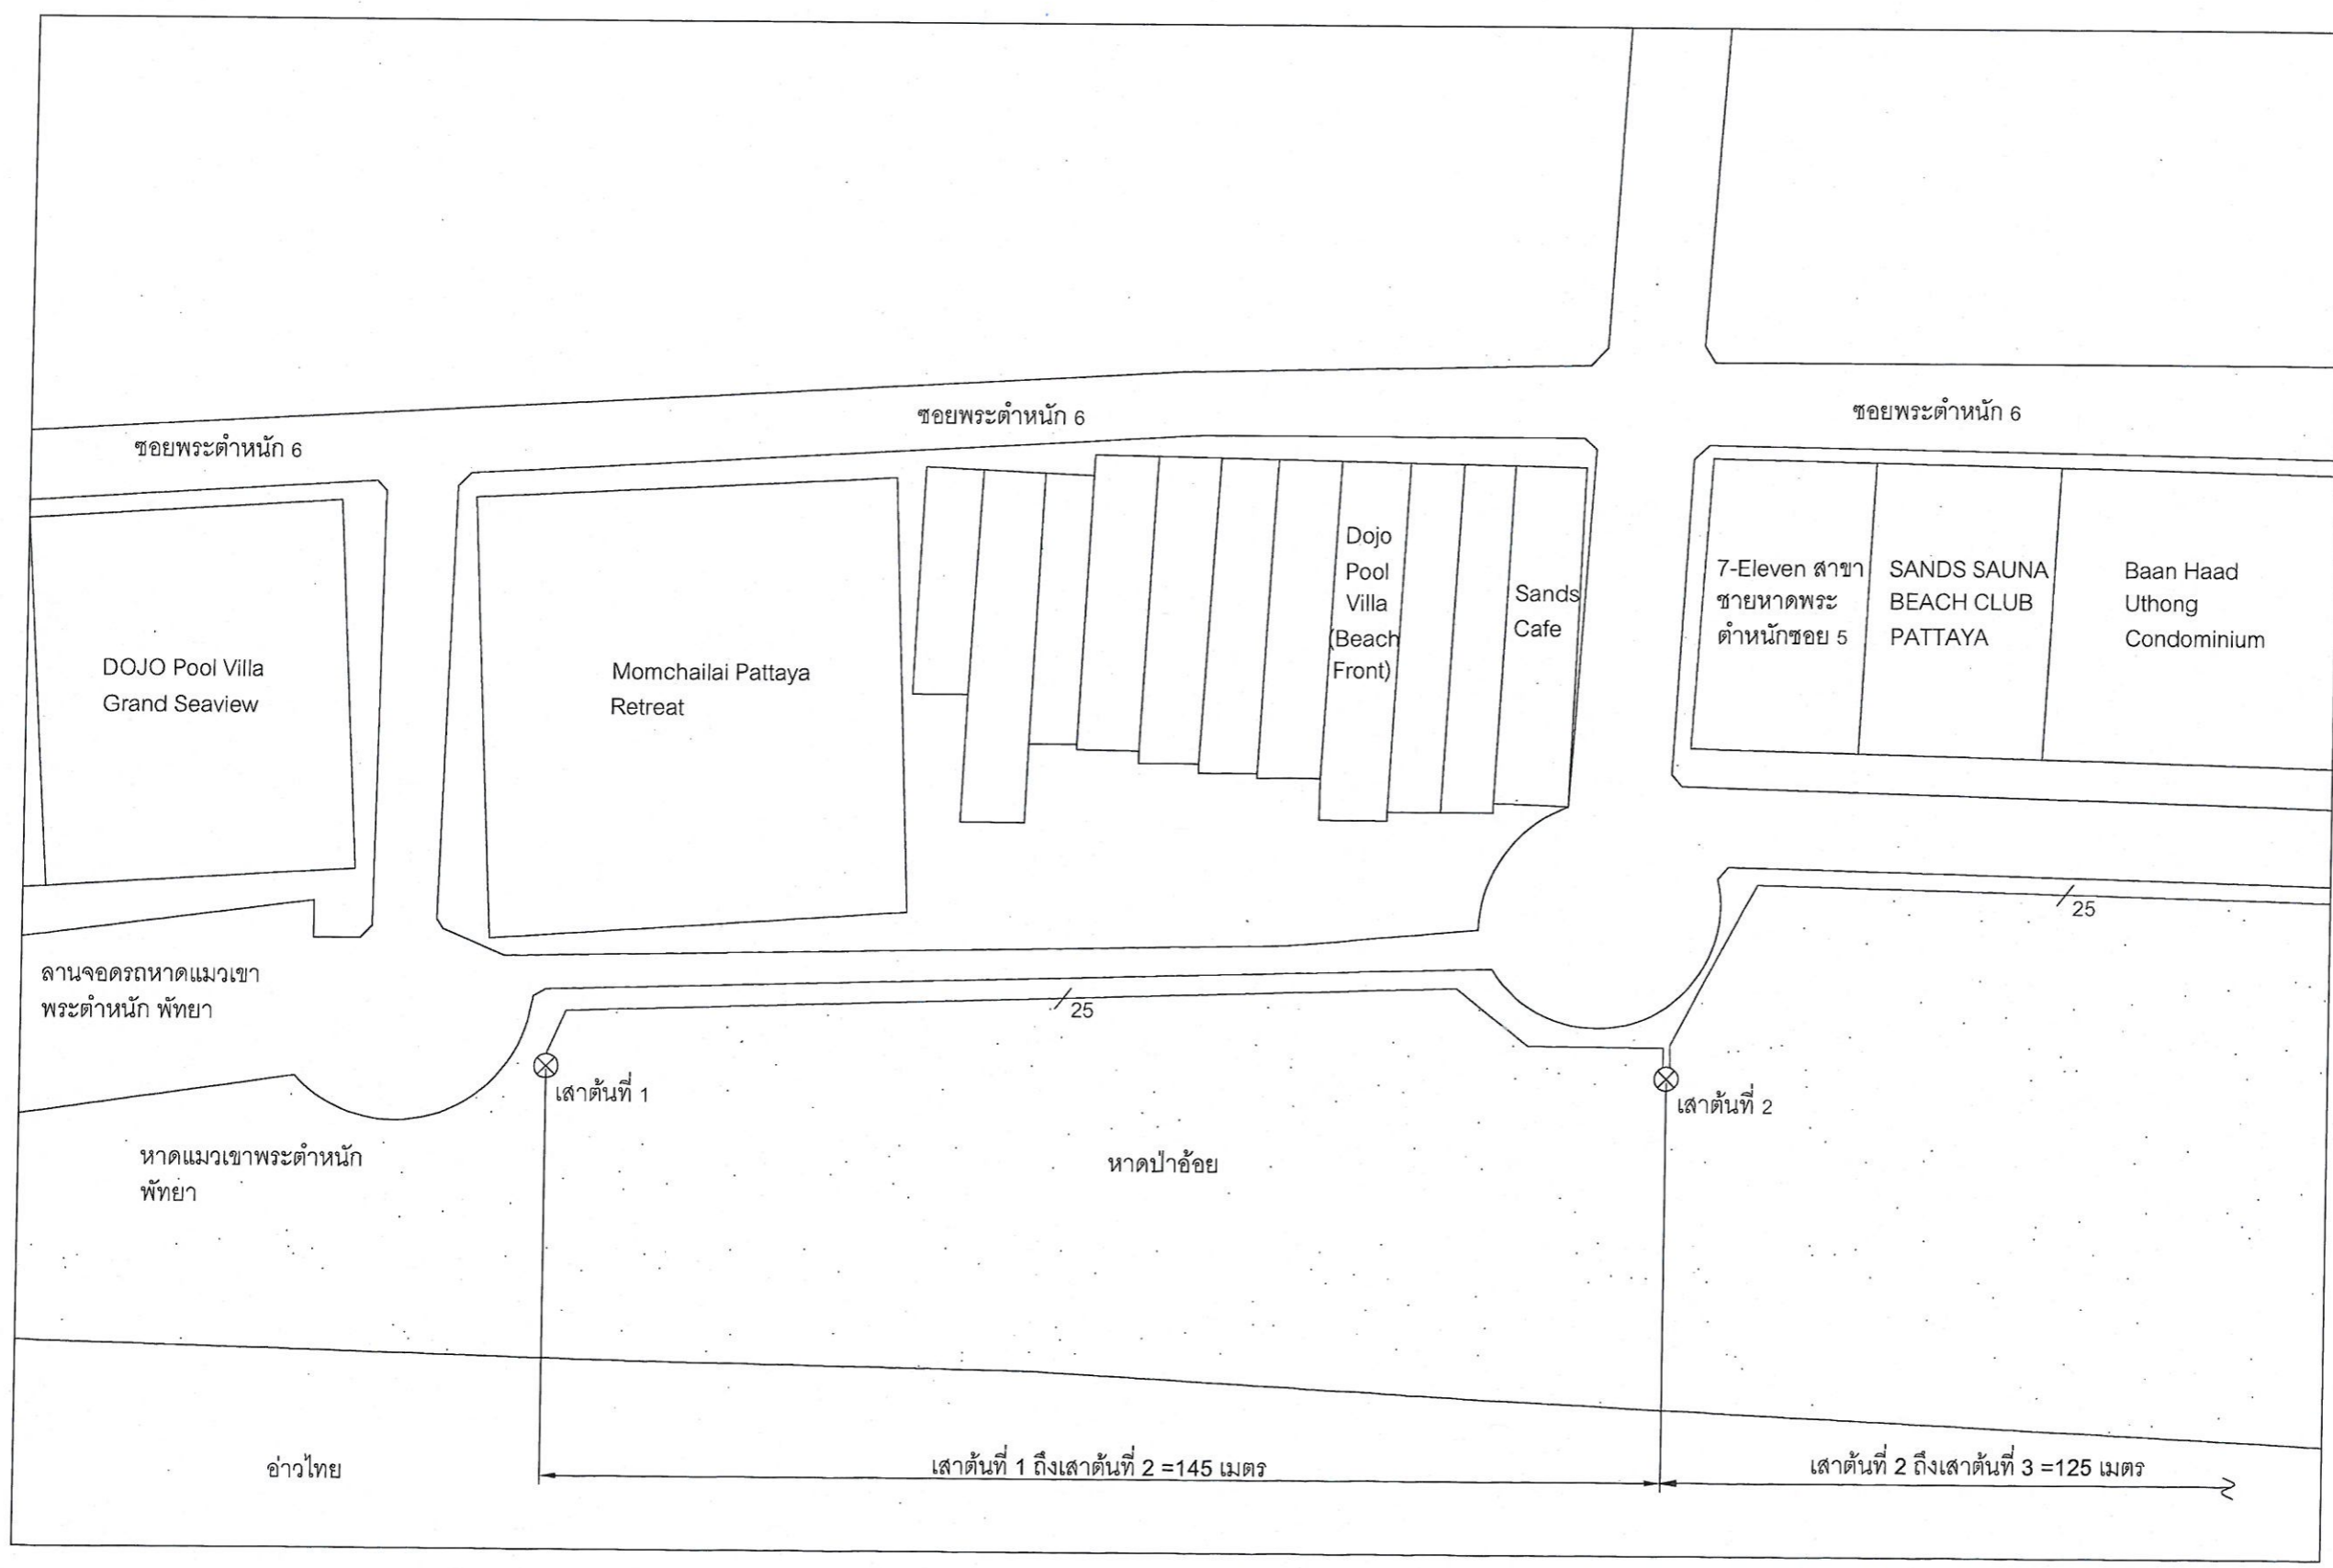 ซอยพระตำหนัก 6
ซอยพระตำหนัก 6
ซอยพระตำหนัก 6
DOJO Pool Villa
Grand Seaview
Momchailai Pattaya
Retreat
Dojo
Pool
Villa
(Beach
Front)
Sands
Cafe
7-Eleven สาขา
ชายหาดพระ
ตำหนักซอย 5
SANDS SAUNA
BEACH CLUB
PATTAYA
Baan Haad
Uthong
Condominium
25
25
ลานจอดรถหาดแมวเขา
พระตำหนัก พัทยา
เสาต้นที่ 1
เสาต้นที่ 2
หาดแมวเขาพระตำหนัก
พัทยา
หาดป่าอ้อย
อ่าวไทย
เสาต้นที่ 1 ถึงเสาต้นที่ 2 =145 เมตร
เสาต้นที่ 2 ถึงเสาต้นที่ 3 =125 เมตร